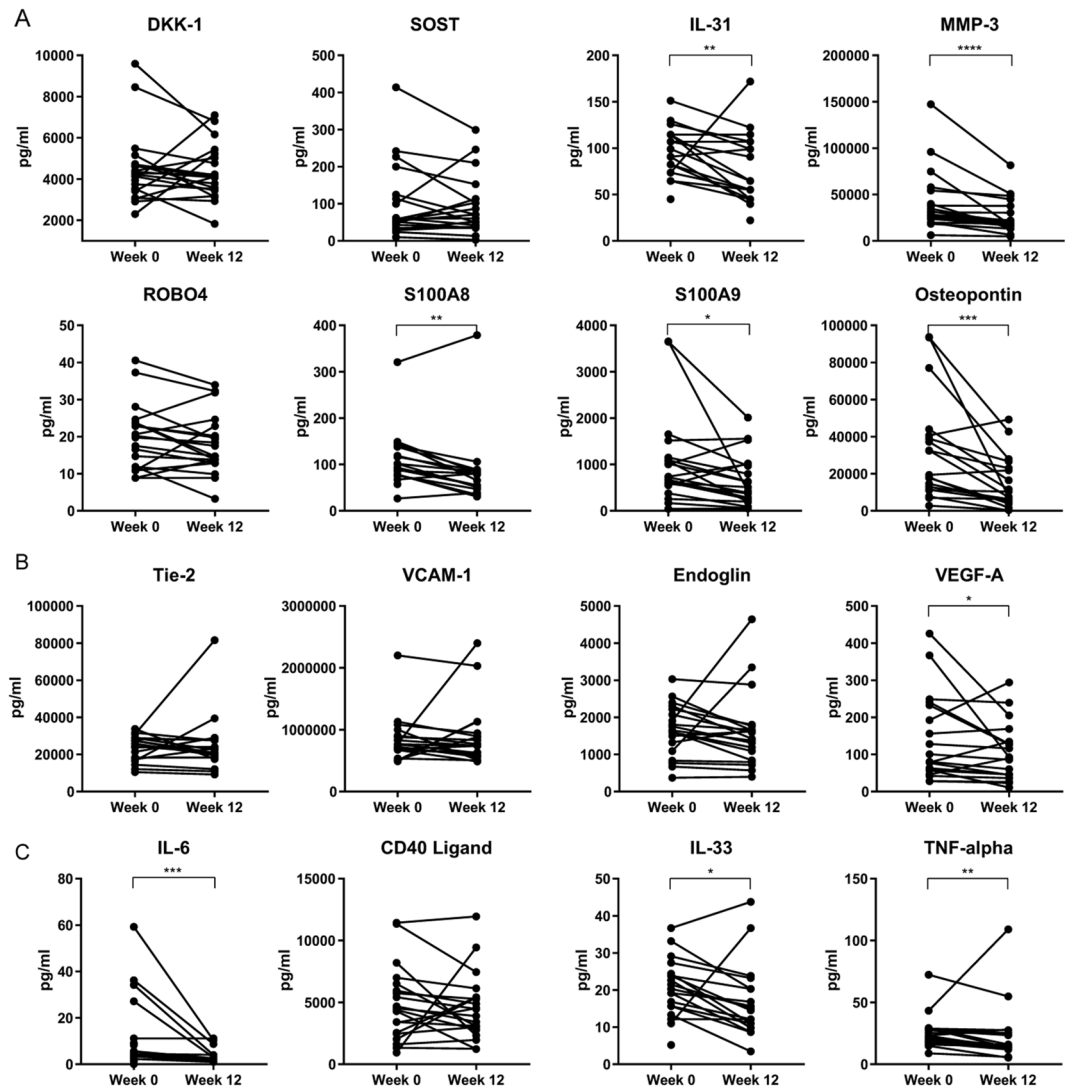 A
DKK-1 SOST IL-31 MMP-3
10000 8000 6000 4000 2000 pg/ml Week 0 Week 12
500 400 300 200 100 0 pg/ml Week 0 Week 12
200 150 100 50 0 pg/ml ** Week 0 Week 12
200000 150000 100000 50000 0 pg/ml **** Week 0 Week 12
ROBO4 S100A8 S100A9 Osteopontin
50 40 30 20 10 0 pg/ml Week 0 Week 12
400 300 200 100 0 pg/ml ** Week 0 Week 12
4000 3000 2000 1000 0 pg/ml * Week 0 Week 12
100000 80000 60000 40000 20000 0 pg/ml *** Week 0 Week 12
B
Tie-2 VCAM-1 Endoglin VEGF-A
100000 80000 60000 40000 20000 0 pg/ml Week 0 Week 12
3000000 2000000 1000000 0 pg/ml Week 0 Week 12
5000 4000 3000 2000 1000 0 pg/ml Week 0 Week 12
500 400 300 200 100 0 pg/ml * Week 0 Week 12
C
IL-6 CD40 Ligand IL-33 TNF-alpha
80 60 40 20 0 pg/ml *** Week 0 Week 12
15000 10000 5000 0 pg/ml Week 0 Week 12
50 40 30 20 10 0 pg/ml * Week 0 Week 12
150 100 50 0 pg/ml ** Week 0 Week 12